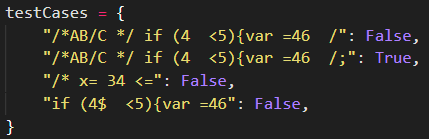 testCases = {
    "/*AB/C */ if (4  <5){var =46  /": False,
    "/*AB/C */ if (4  <5){var =46  /;": True,
    "/* x= 34 <=": False,
    "if (4$  <5){var =46": False,
}